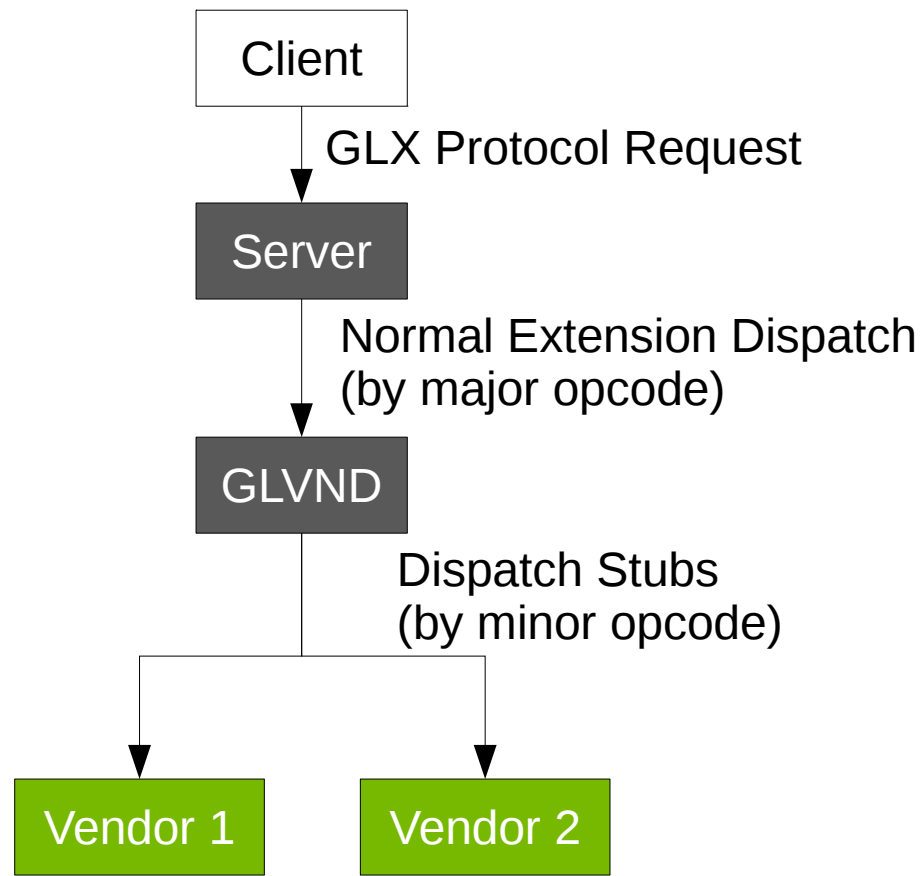 Client
GLX Protocol Request
Server
Normal Extension Dispatch
(by major opcode)
GLVND
Dispatch Stubs
(by minor opcode)
Vendor 1
Vendor 2